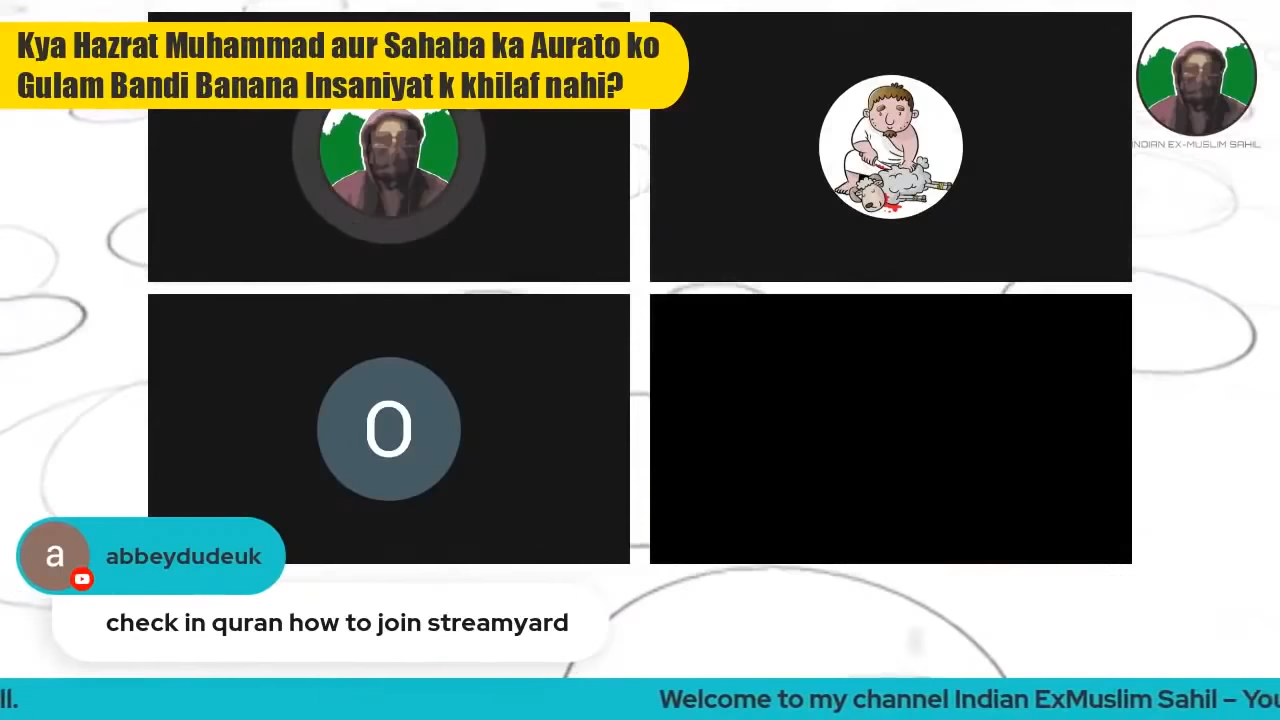 Kya Hazrat Muhammad aur Sahaba ka Aurato ko
Gulam Bandi Banana Insaniyat k khilaf nahi?
INDIAN EX-MUSLIM SAHIL
O
a abbeydudeuk
check in quran how to join streamyard
ll. Welcome to my channel Indian ExMuslim Sahil – You